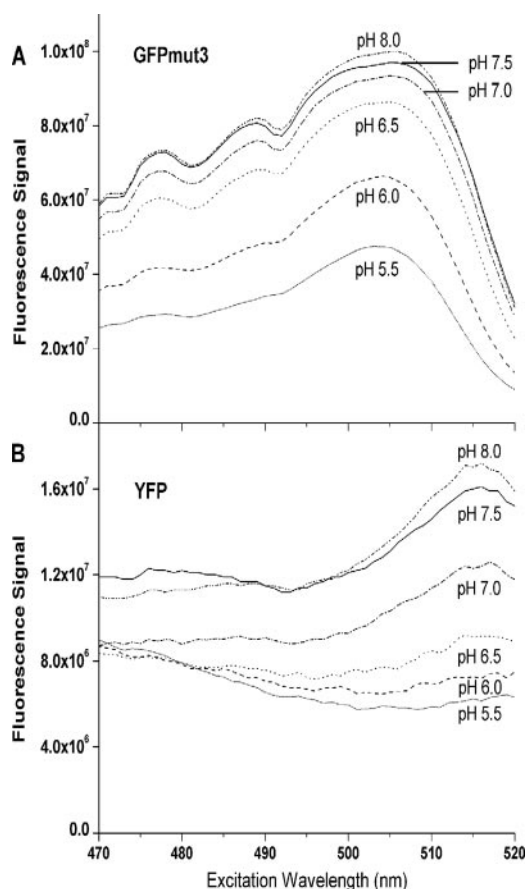 A
GFPmut3
pH 8.0
pH 7.5
pH 7.0
pH 6.5
pH 6.0
pH 5.5
1.0x10⁸
8.0x10⁷
6.0x10⁷
4.0x10⁷
2.0x10⁷
0.0
Fluorescence Signal
B
YFP
pH 8.0
pH 7.5
pH 7.0
pH 6.5
pH 6.0
pH 5.5
1.6x10⁷
1.2x10⁷
8.0x10⁶
4.0x10⁶
0.0
Fluorescence Signal
470 480 490 500 510 520
Excitation Wavelength (nm)